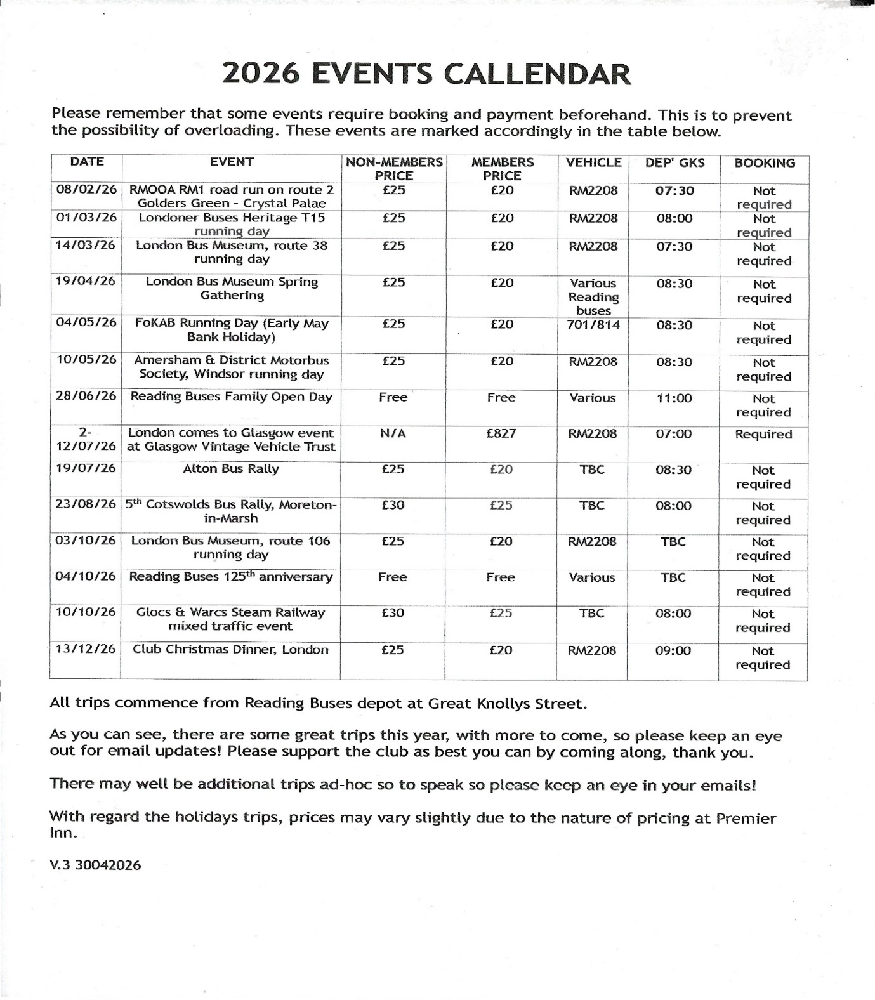 2026 EVENTS CALLENDAR
Please remember that some events require booking and payment beforehand. This is to prevent
the possibility of overloading. These events are marked accordingly in the table below.
DATE EVENT NON-MEMBERS PRICE MEMBERS PRICE VEHICLE DEP' GKS BOOKING
08/02/26 RMOOA RM1 road run on route 2 Golders Green - Crystal Palae £25 £20 RM2208 07:30 Not required
01/03/26 Londoner Buses Heritage T15 running day £25 £20 RM2208 08:00 Not required
14/03/26 London Bus Museum, route 38 running day £25 £20 RM2208 07:30 Not required
19/04/26 London Bus Museum Spring Gathering £25 £20 Various Reading buses 08:30 Not required
04/05/26 FoKAB Running Day (Early May Bank Holiday) £25 £20 701/814 08:30 Not required
10/05/26 Amersham & District Motorbus Society, Windsor running day £25 £20 RM2208 08:30 Not required
28/06/26 Reading Buses Family Open Day Free Free Various 11:00 Not required
2-12/07/26 London comes to Glasgow event at Glasgow Vintage Vehicle Trust N/A £827 RM2208 07:00 Required
19/07/26 Alton Bus Rally £25 £20 TBC 08:30 Not required
23/08/26 5th Cotswolds Bus Rally, Moreton-in-Marsh £30 £25 TBC 08:00 Not required
03/10/26 London Bus Museum, route 106 running day £25 £20 RM2208 TBC Not required
04/10/26 Reading Buses 125th anniversary Free Free Various TBC Not required
10/10/26 Glocs & Warcs Steam Railway mixed traffic event £30 £25 TBC 08:00 Not required
13/12/26 Club Christmas Dinner, London £25 £20 RM2208 09:00 Not required
All trips commence from Reading Buses depot at Great Knollys Street.
As you can see, there are some great trips this year, with more to come, so please keep an eye
out for email updates! Please support the club as best you can by coming along, thank you.
There may well be additional trips ad-hoc so to speak so please keep an eye in your emails!
With regard the holidays trips, prices may vary slightly due to the nature of pricing at Premier
Inn.
V.3 30042026